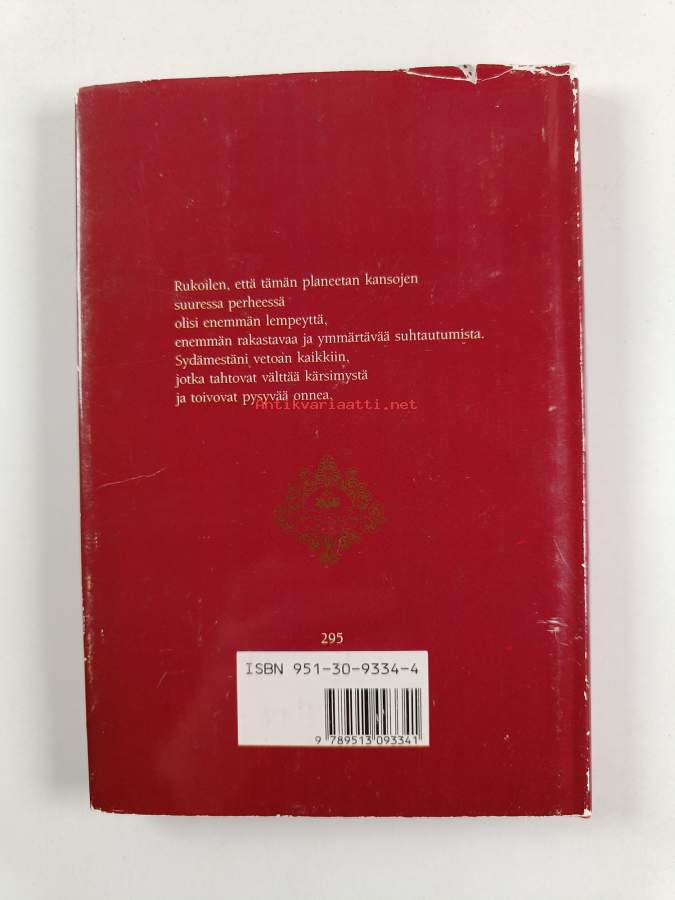 Rukoilen, että tämän planeetan kansojen
suuressa perheessä
olisi enemmän lempeyttä,
enemmän rakastavaa ja ymmärtävää suhtautumista.
Sydämestäni vetoan kaikkiin,
jotka tahtovat välttää kärsimystä
ja toivovat pysyvää onnea.
Antikvariaatti.net
295
ISBN 951-30-9334-4
9 789513 093341